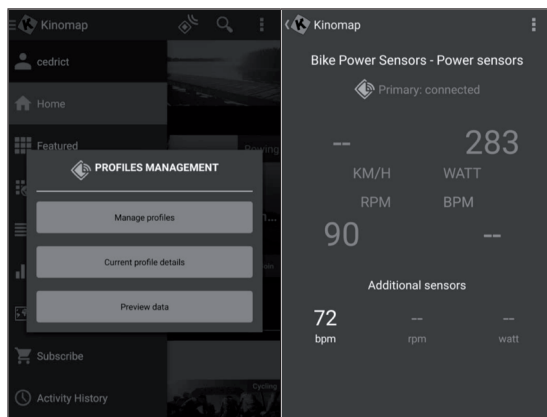 Kinomap
cedrict
Home
Featured
Rowing
PROFILES MANAGEMENT
Manage profiles
Current profile details
Preview data
Subscribe
Activity History
Cycling
Kinomap
Bike Power Sensors - Power sensors
Primary: connected
-- 283
KM/H WATT
RPM BPM
90 --
Additional sensors
72 -- --
bpm rpm watt